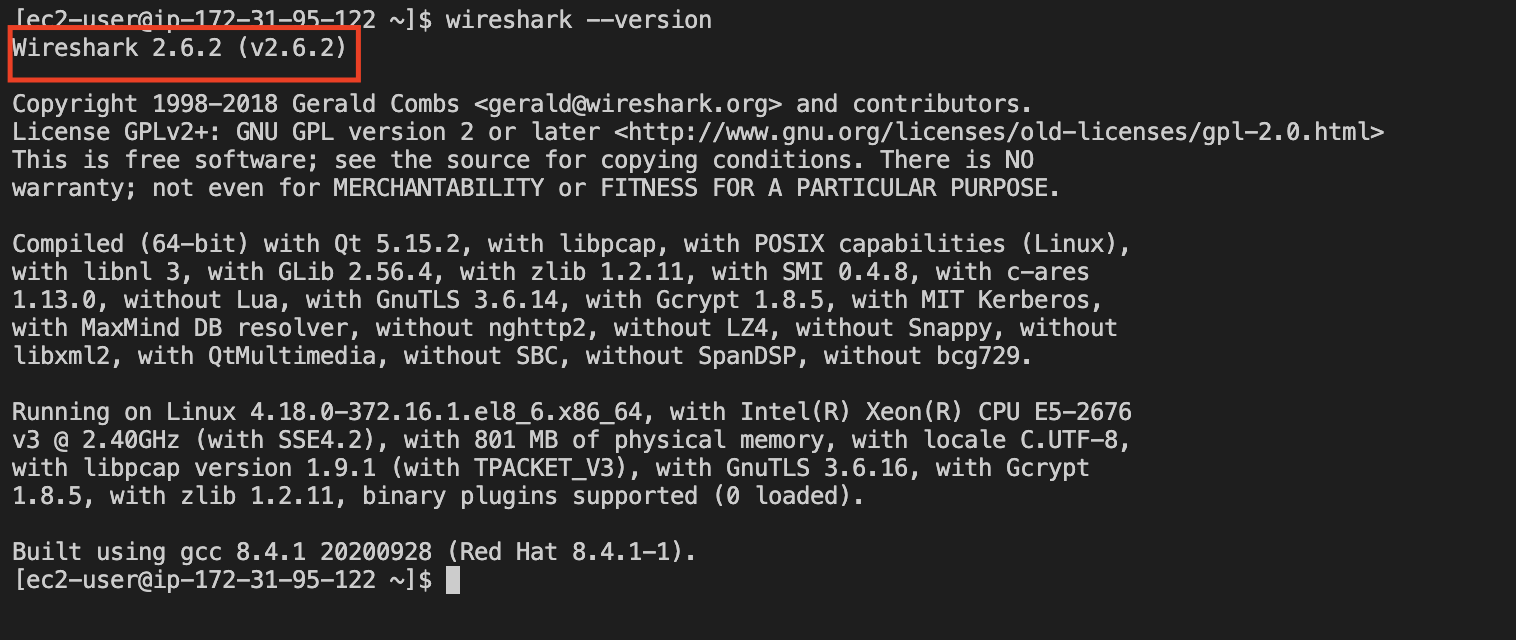 [ec2-user@ip-172-31-95-122 ~]$ wireshark --version
Wireshark 2.6.2 (v2.6.2)
Copyright 1998-2018 Gerald Combs <gerald@wireshark.org> and contributors.
License GPLv2+: GNU GPL version 2 or later <http://www.gnu.org/licenses/old-licenses/gpl-2.0.html>
This is free software; see the source for copying conditions. There is NO
warranty; not even for MERCHANTABILITY or FITNESS FOR A PARTICULAR PURPOSE.
Compiled (64-bit) with Qt 5.15.2, with libpcap, with POSIX capabilities (Linux),
with libnl 3, with GLib 2.56.4, with zlib 1.2.11, with SMI 0.4.8, with c-ares
1.13.0, without Lua, with GnuTLS 3.6.14, with Gcrypt 1.8.5, with MIT Kerberos,
with MaxMind DB resolver, without nghttp2, without LZ4, without Snappy, without
libxml2, with QtMultimedia, without SBC, without SpanDSP, without bcg729.
Running on Linux 4.18.0-372.16.1.el8_6.x86_64, with Intel(R) Xeon(R) CPU E5-2676
v3 @ 2.40GHz (with SSE4.2), with 801 MB of physical memory, with locale C.UTF-8,
with libpcap version 1.9.1 (with TPACKET_V3), with GnuTLS 3.6.16, with Gcrypt
1.8.5, with zlib 1.2.11, binary plugins supported (0 loaded).
Built using gcc 8.4.1 20200928 (Red Hat 8.4.1-1).
[ec2-user@ip-172-31-95-122 ~]$